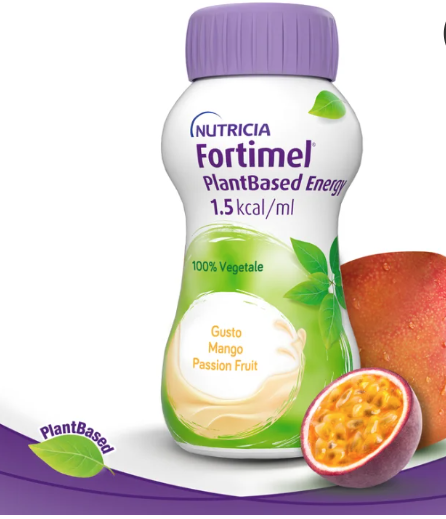 NUTRICIA
Fortimel®
PlantBased Energy
1.5 kcal/ml
100% Vegetale
Gusto
Mango
Passion Fruit
PlantBased